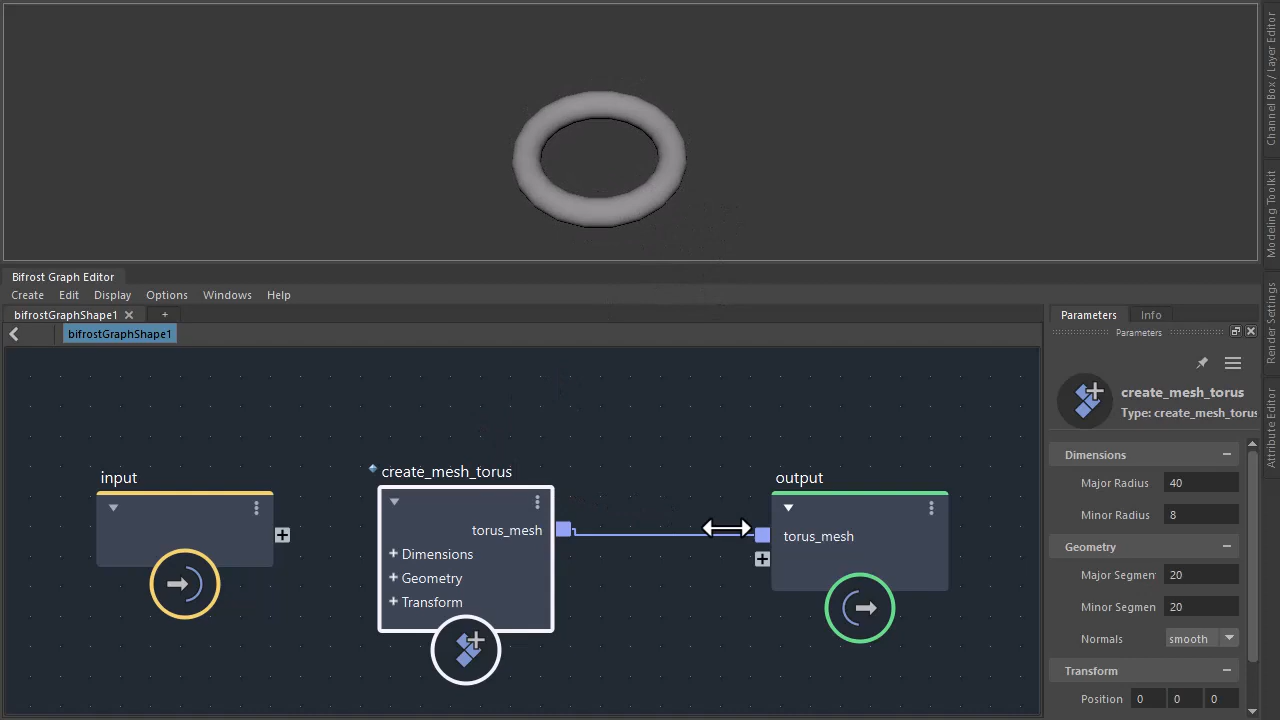 Channel Box / Layer Editor
Modeling Toolkit
Render Settings
Attribute Editor
Bifrost Graph Editor
Create Edit Display Options Windows Help
bifrostGraphShape1
bifrostGraphShape1
input
create_mesh_torus
torus_mesh
Dimensions
Geometry
Transform
output
torus_mesh
Parameters Info
Parameters
create_mesh_torus
Type: create_mesh_torus
Dimensions
Major Radius 40
Minor Radius 8
Geometry
Major Segmen 20
Minor Segmen 20
Normals smooth
Transform
Position 0 0 0